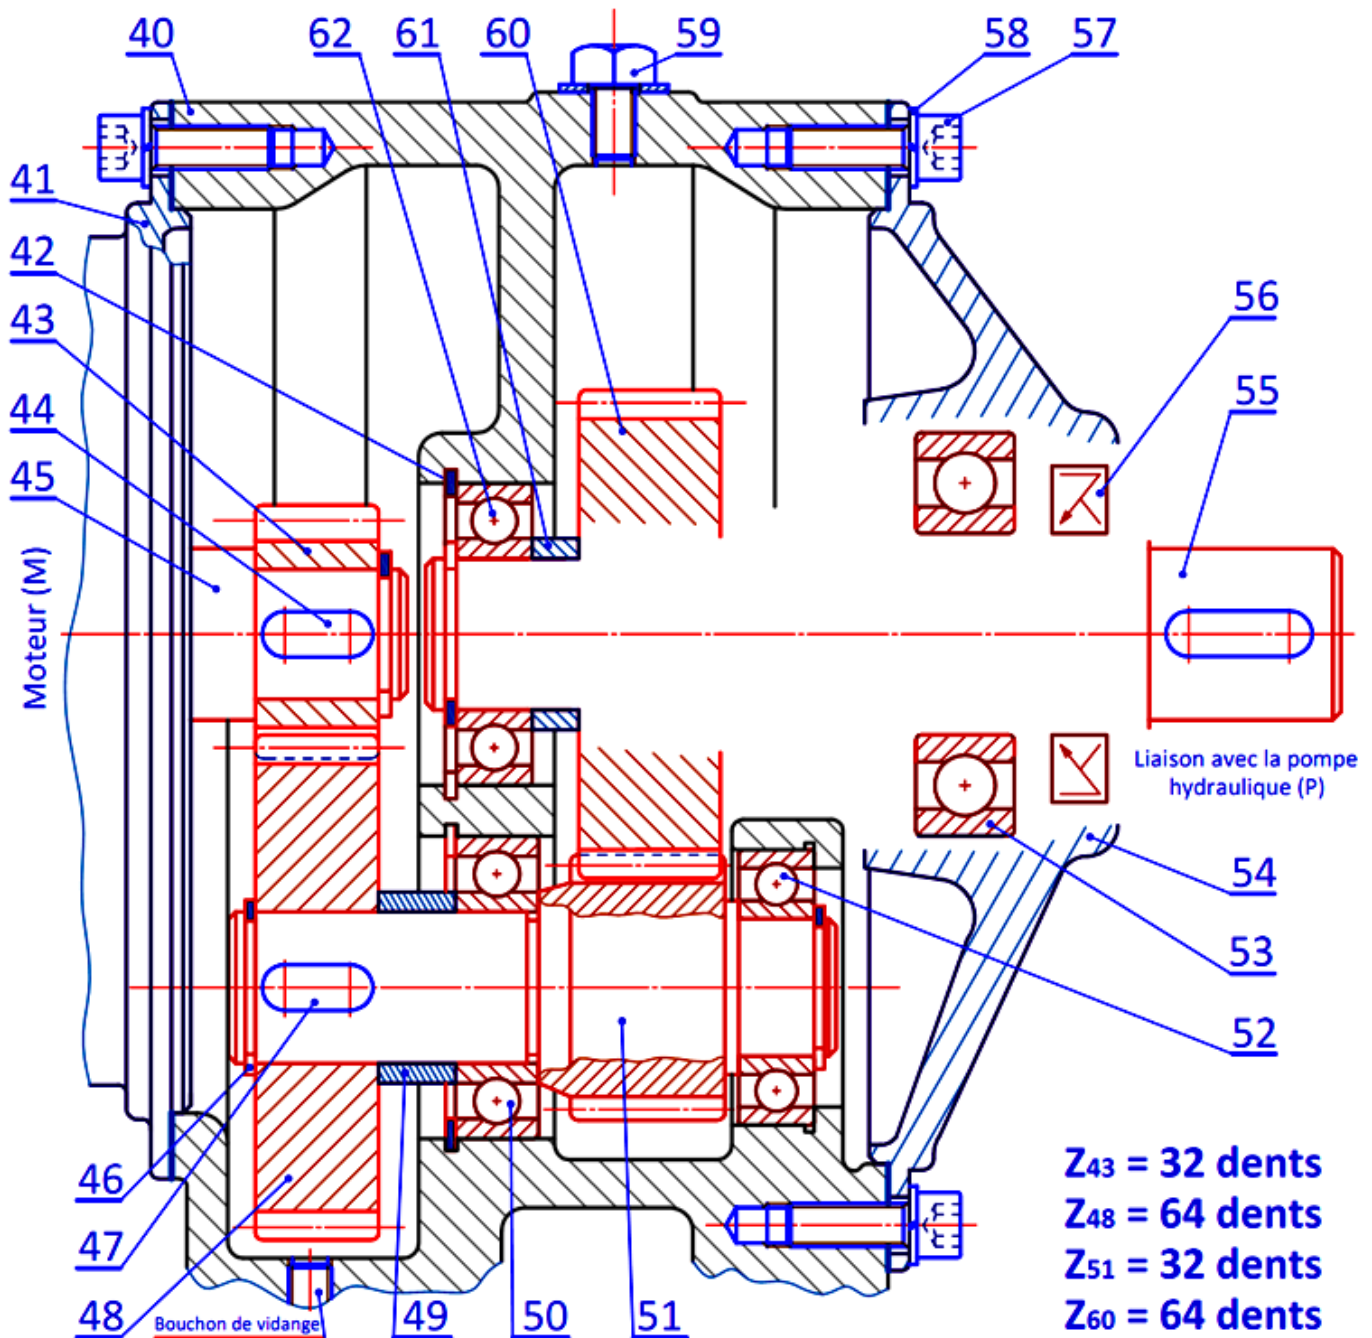 40 62 61 60 59 58 57
41
42
43
44
45
56
55
Moteur (M)
Liaison avec la pompe
hydraulique (P)
54
53
52
46
47
48
Bouchon de vidange
49 50 51
Z43 = 32 dents
Z48 = 64 dents
Z51 = 32 dents
Z60 = 64 dents